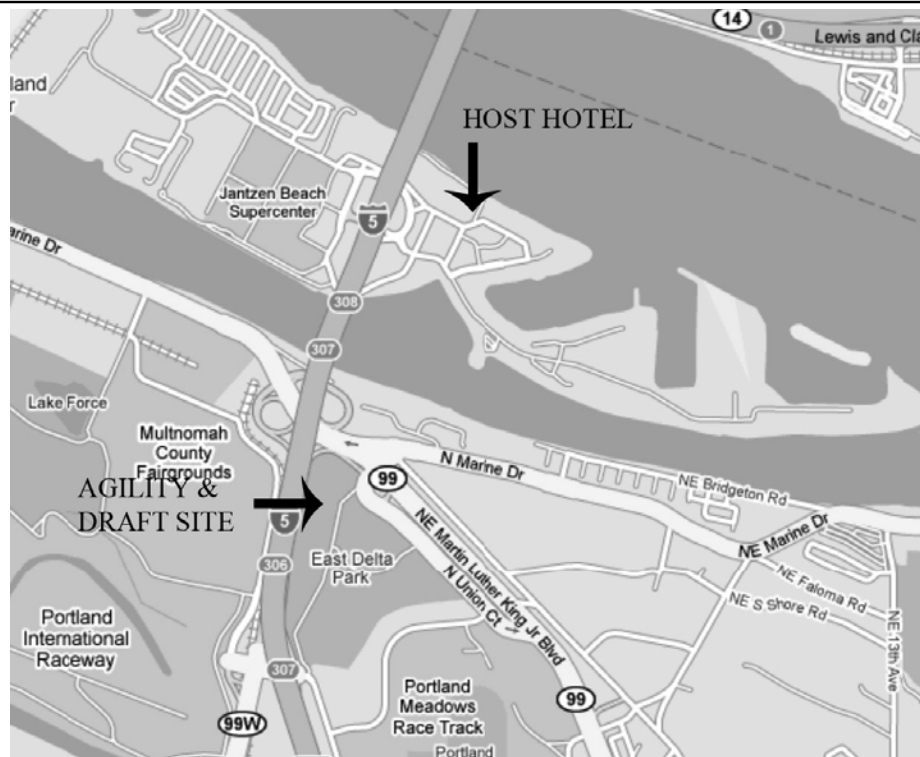 14
1
Lewis and Cla
land
r
HOST HOTEL
Jantzen Beach
Supercenter
5
arine Dr
308
307
Lake Force
Multnomah
County
Fairgrounds
N Marine Dr
99
NE Bridgeton Rd
AGILITY &
DRAFT SITE
5
NE Marine Dr
306
East Delta
Park
NE Martin Luther King Jr Blvd
N Union Ct
NE Faloma Rd
NE S Shore Rd
Portland
International
Raceway
NE 13th Ave
307
Portland
Meadows
Race Track
99
99W
Portland